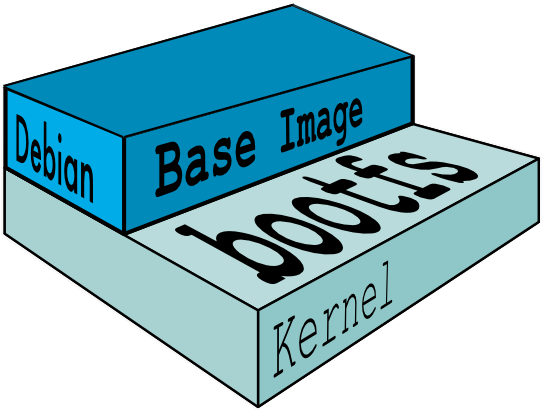 Debian
Base Image
bootfs
Kernel